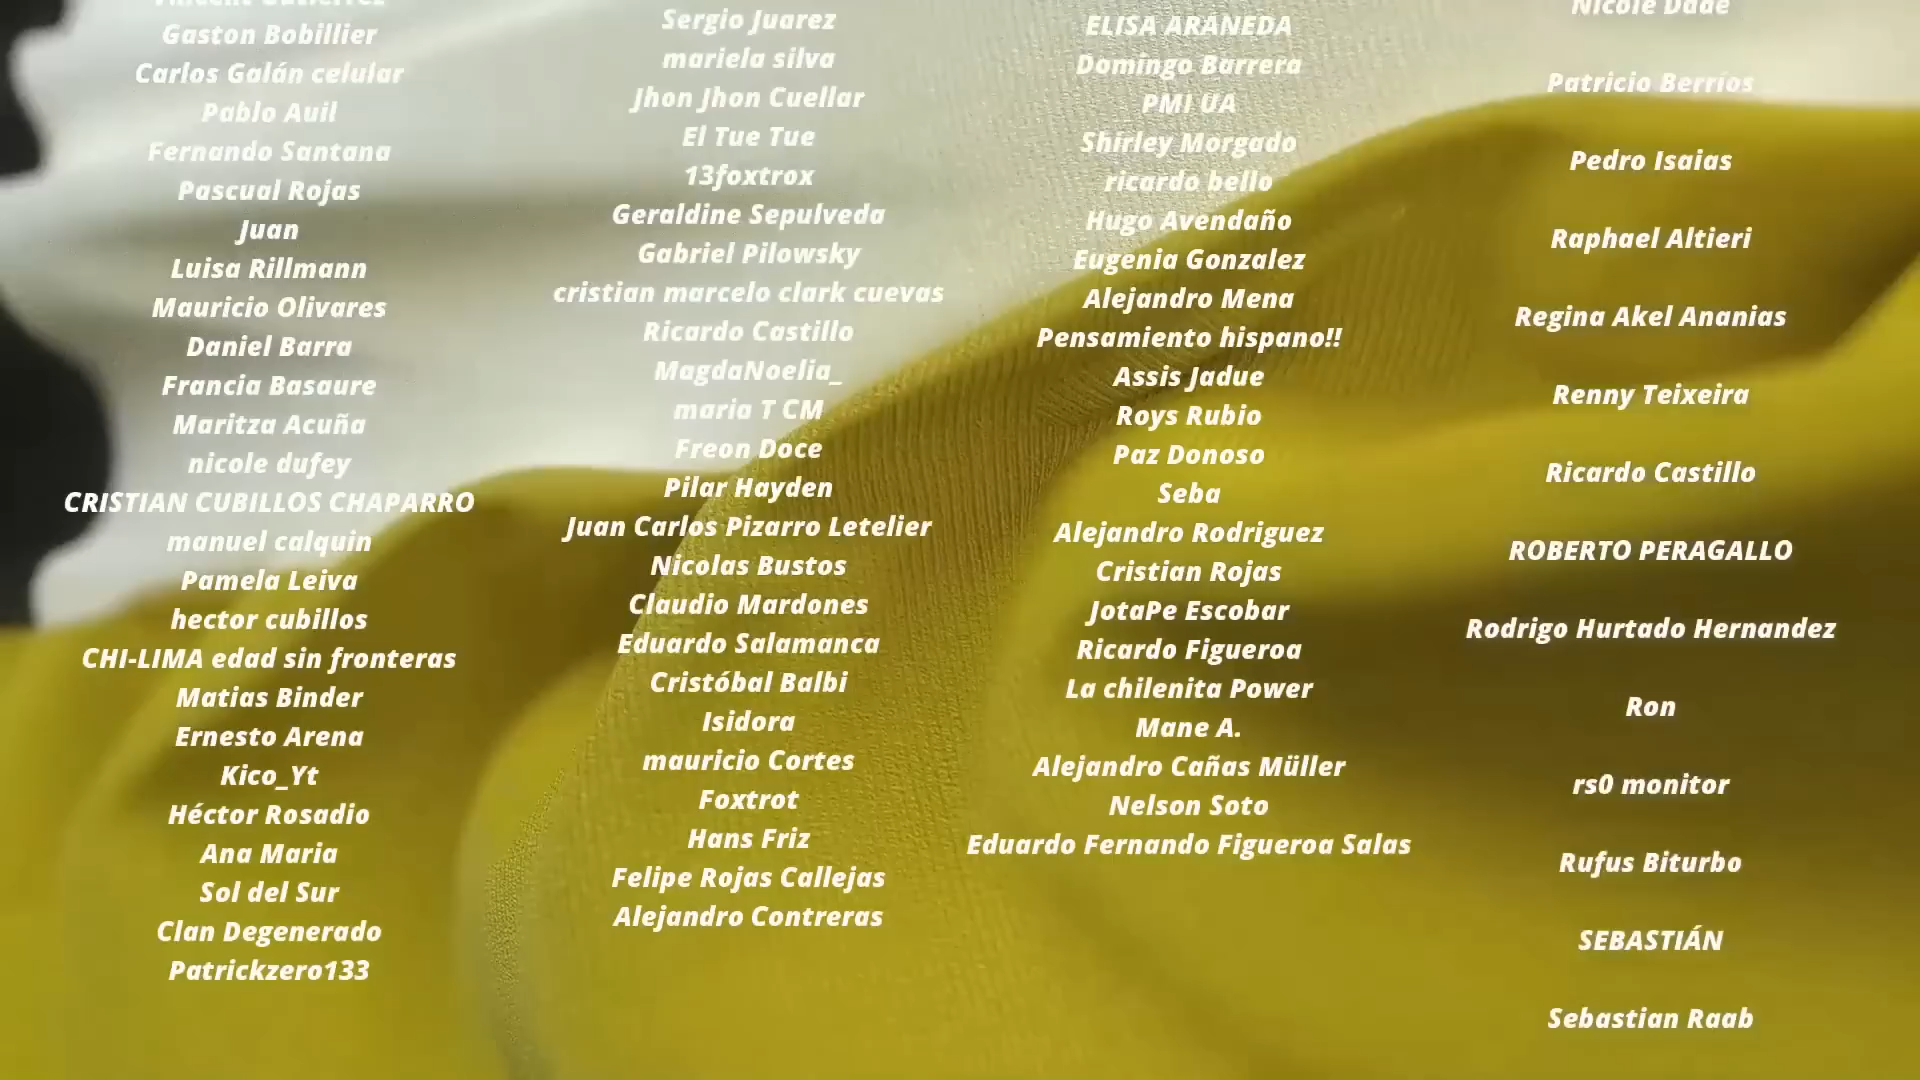 Vincent Gutierrez
Gaston Bobillier
Carlos Galán celular
Pablo Auil
Fernando Santana
Pascual Rojas
Juan
Luisa Rillmann
Mauricio Olivares
Daniel Barra
Francia Basaure
Maritza Acuña
nicole dufey
CRISTIAN CUBILLOS CHAPARRO
manuel calquin
Pamela Leiva
hector cubillos
CHI-LIMA edad sin fronteras
Matias Binder
Ernesto Arena
Kico_Yt
Héctor Rosadio
Ana Maria
Sol del Sur
Clan Degenerado
Patrickzero133
Sergio Juarez
mariela silva
Jhon Jhon Cuellar
El Tue Tue
13foxtrox
Geraldine Sepulveda
Gabriel Pilowsky
cristian marcelo clark cuevas
Ricardo Castillo
MagdaNoelia_
maria T CM
Freon Doce
Pilar Hayden
Juan Carlos Pizarro Letelier
Nicolas Bustos
Claudio Mardones
Eduardo Salamanca
Cristóbal Balbi
Isidora
mauricio Cortes
Foxtrot
Hans Friz
Felipe Rojas Callejas
Alejandro Contreras
ELISA ARANEDA
Domingo Barrera
PMI UA
Shirley Morgado
ricardo bello
Hugo Avendaño
Eugenia Gonzalez
Alejandro Mena
Pensamiento hispano!!
Assis Jadue
Roys Rubio
Paz Donoso
Seba
Alejandro Rodriguez
Cristian Rojas
JotaPe Escobar
Ricardo Figueroa
La chilenita Power
Mane A.
Alejandro Cañas Müller
Nelson Soto
Eduardo Fernando Figueroa Salas
Nicole Dade
Patricio Berríos
Pedro Isaias
Raphael Altieri
Regina Akel Ananias
Renny Teixeira
Ricardo Castillo
ROBERTO PERAGALLO
Rodrigo Hurtado Hernandez
Ron
rs0 monitor
Rufus Biturbo
SEBASTIÁN
Sebastian Raab